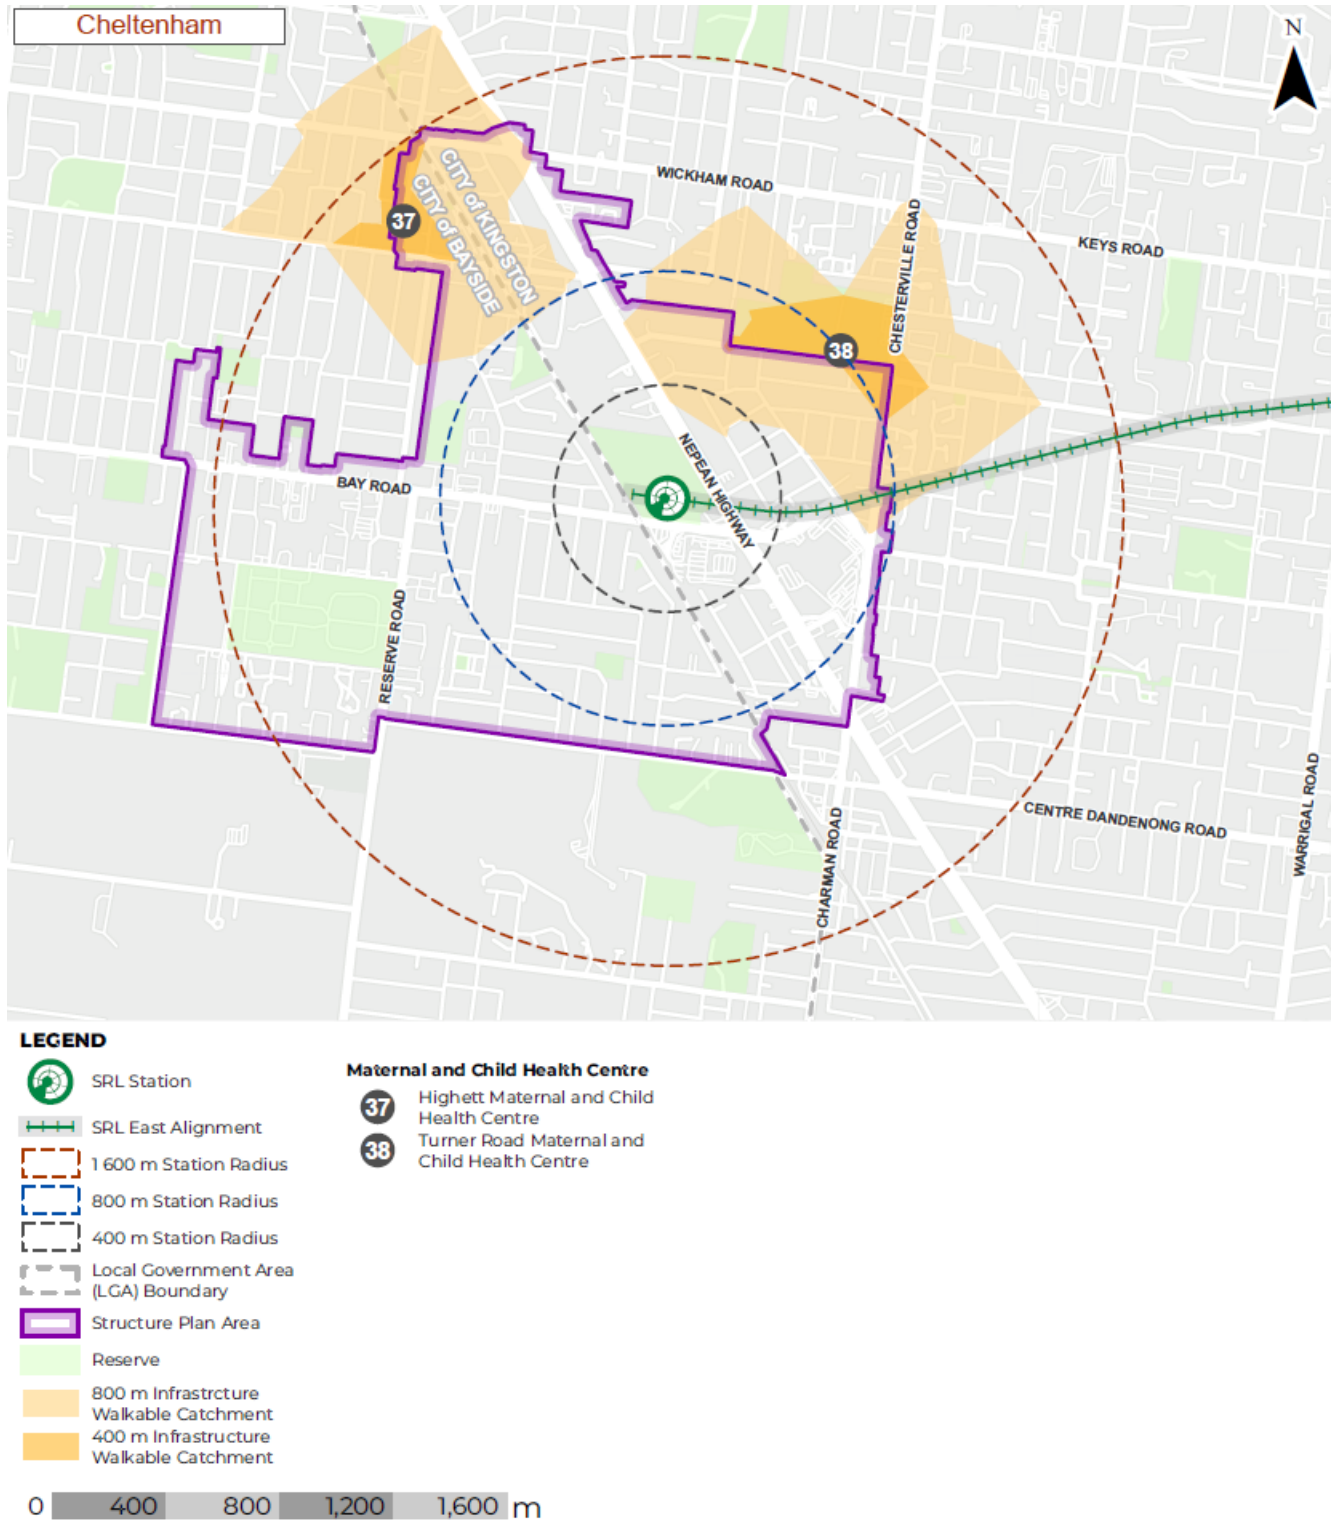 Cheltenham
N
WICKHAM ROAD
CITY of KINGSTON
CITY of BAYSIDE
37
CHESTERVILLE ROAD
KEYS ROAD
38
NEPEAN HIGHWAY
BAY ROAD
RESERVE ROAD
WARRIGAL ROAD
CENTRE DANDENONG ROAD
CHARMAN ROAD
LEGEND
SRL Station
SRL East Alignment
1 600 m Station Radius
800 m Station Radius
400 m Station Radius
Local Government Area
(LGA) Boundary
Structure Plan Area
Reserve
800 m Infrastrcture
Walkable Catchment
400 m Infrastructure
Walkable Catchment
Maternal and Child Health Centre
37 Highett Maternal and Child
Health Centre
38 Turner Road Maternal and
Child Health Centre
0 400 800 1,200 1,600 m